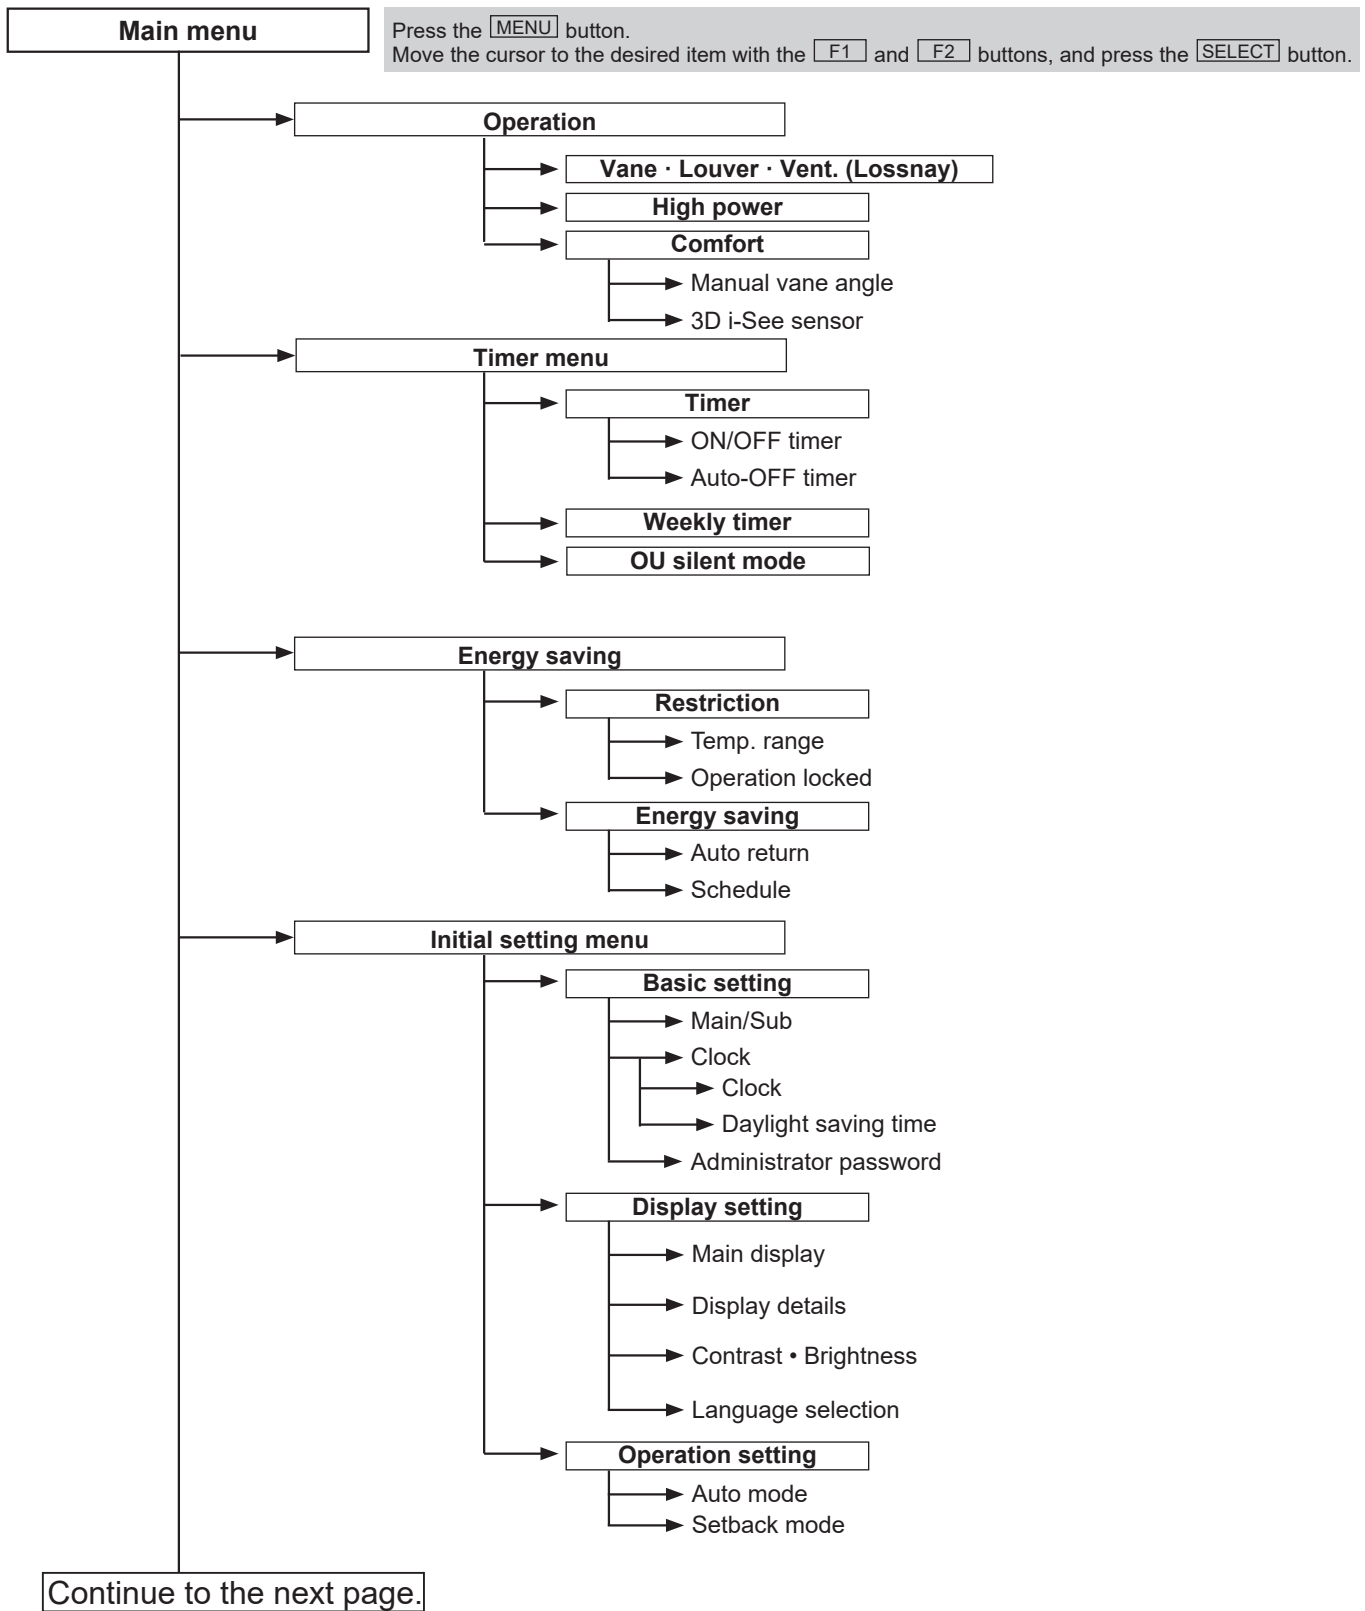 Main menu
Press the MENU button.
Move the cursor to the desired item with the F1 and F2 buttons, and press the SELECT button.
Operation
Vane · Louver · Vent. (Lossnay)
High power
Comfort
Manual vane angle
3D i-See sensor
Timer menu
Timer
ON/OFF timer
Auto-OFF timer
Weekly timer
OU silent mode
Energy saving
Restriction
Temp. range
Operation locked
Energy saving
Auto return
Schedule
Initial setting menu
Basic setting
Main/Sub
Clock
Clock
Daylight saving time
Administrator password
Display setting
Main display
Display details
Contrast • Brightness
Language selection
Operation setting
Auto mode
Setback mode
Continue to the next page.